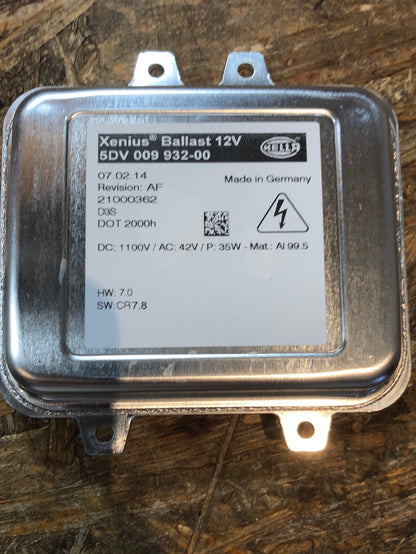 Xenius® Ballast 12V
5DV 009 932-00
HELLA
07.02.14
Made in Germany
Revision: AF
21000362
D3S
DOT 2000h
DC: 1100V / AC: 42V / P: 35W - Mat.: Al 99.5
HW: 7.0
SW: CR7.8